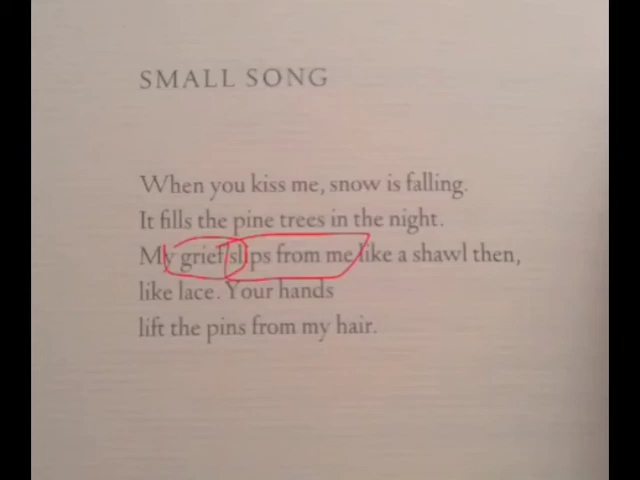 SMALL SONG
When you kiss me, snow is falling.
It fills the pine trees in the night.
My grief slips from me like a shawl then,
like lace. Your hands
lift the pins from my hair.